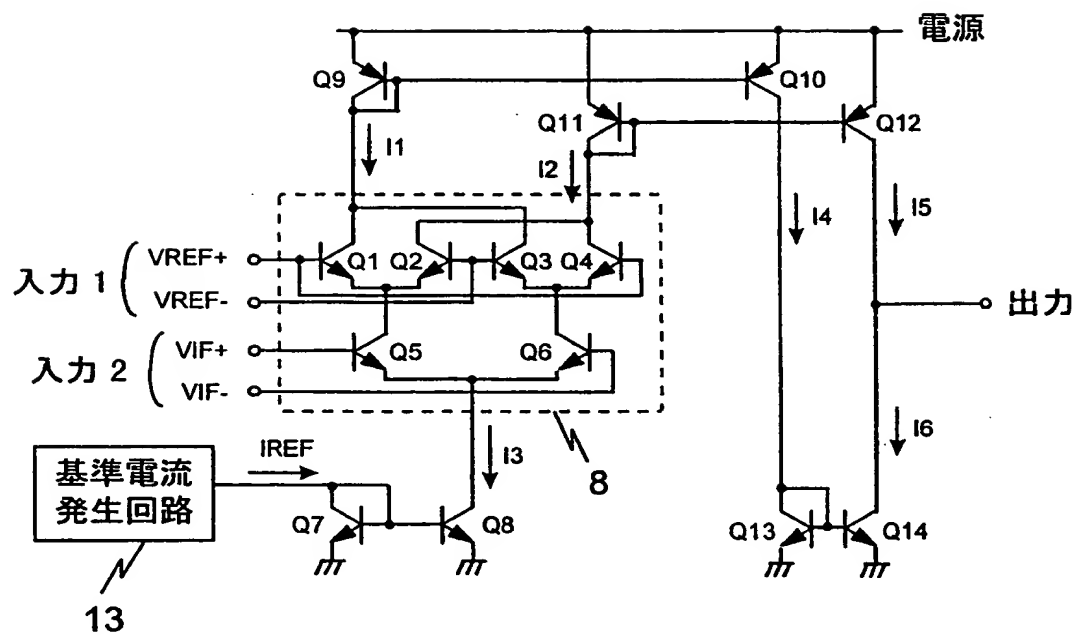 電源
Q9
Q10
Q11
Q12
I1
I2
I4
I5
入力 1
VREF+
VREF-
Q1
Q2
Q3
Q4
出力
入力 2
VIF+
VIF-
Q5
Q6
I6
基準電流
発生回路
IREF
I3
8
Q7
Q8
Q13
Q14
13